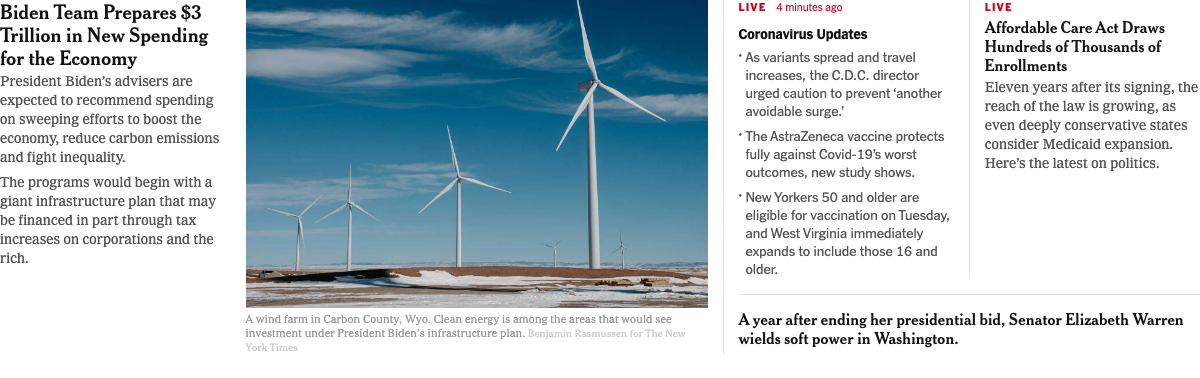 Biden Team Prepares $3
Trillion in New Spending
for the Economy
President Biden’s advisers are
expected to recommend spending
on sweeping efforts to boost the
economy, reduce carbon emissions
and fight inequality.
The programs would begin with a
giant infrastructure plan that may
be financed in part through tax
increases on corporations and the
rich.
A wind farm in Carbon County, Wyo. Clean energy is among the areas that would see
investment under President Biden’s infrastructure plan. Benjamin Rasmussen for The New
York Times
LIVE 4 minutes ago
Coronavirus Updates
• As variants spread and travel
increases, the C.D.C. director
urged caution to prevent ‘another
avoidable surge.’
• The AstraZeneca vaccine protects
fully against Covid-19’s worst
outcomes, new study shows.
• New Yorkers 50 and older are
eligible for vaccination on Tuesday,
and West Virginia immediately
expands to include those 16 and
older.
LIVE
Affordable Care Act Draws
Hundreds of Thousands of
Enrollments
Eleven years after its signing, the
reach of the law is growing, as
even deeply conservative states
consider Medicaid expansion.
Here’s the latest on politics.
A year after ending her presidential bid, Senator Elizabeth Warren
wields soft power in Washington.